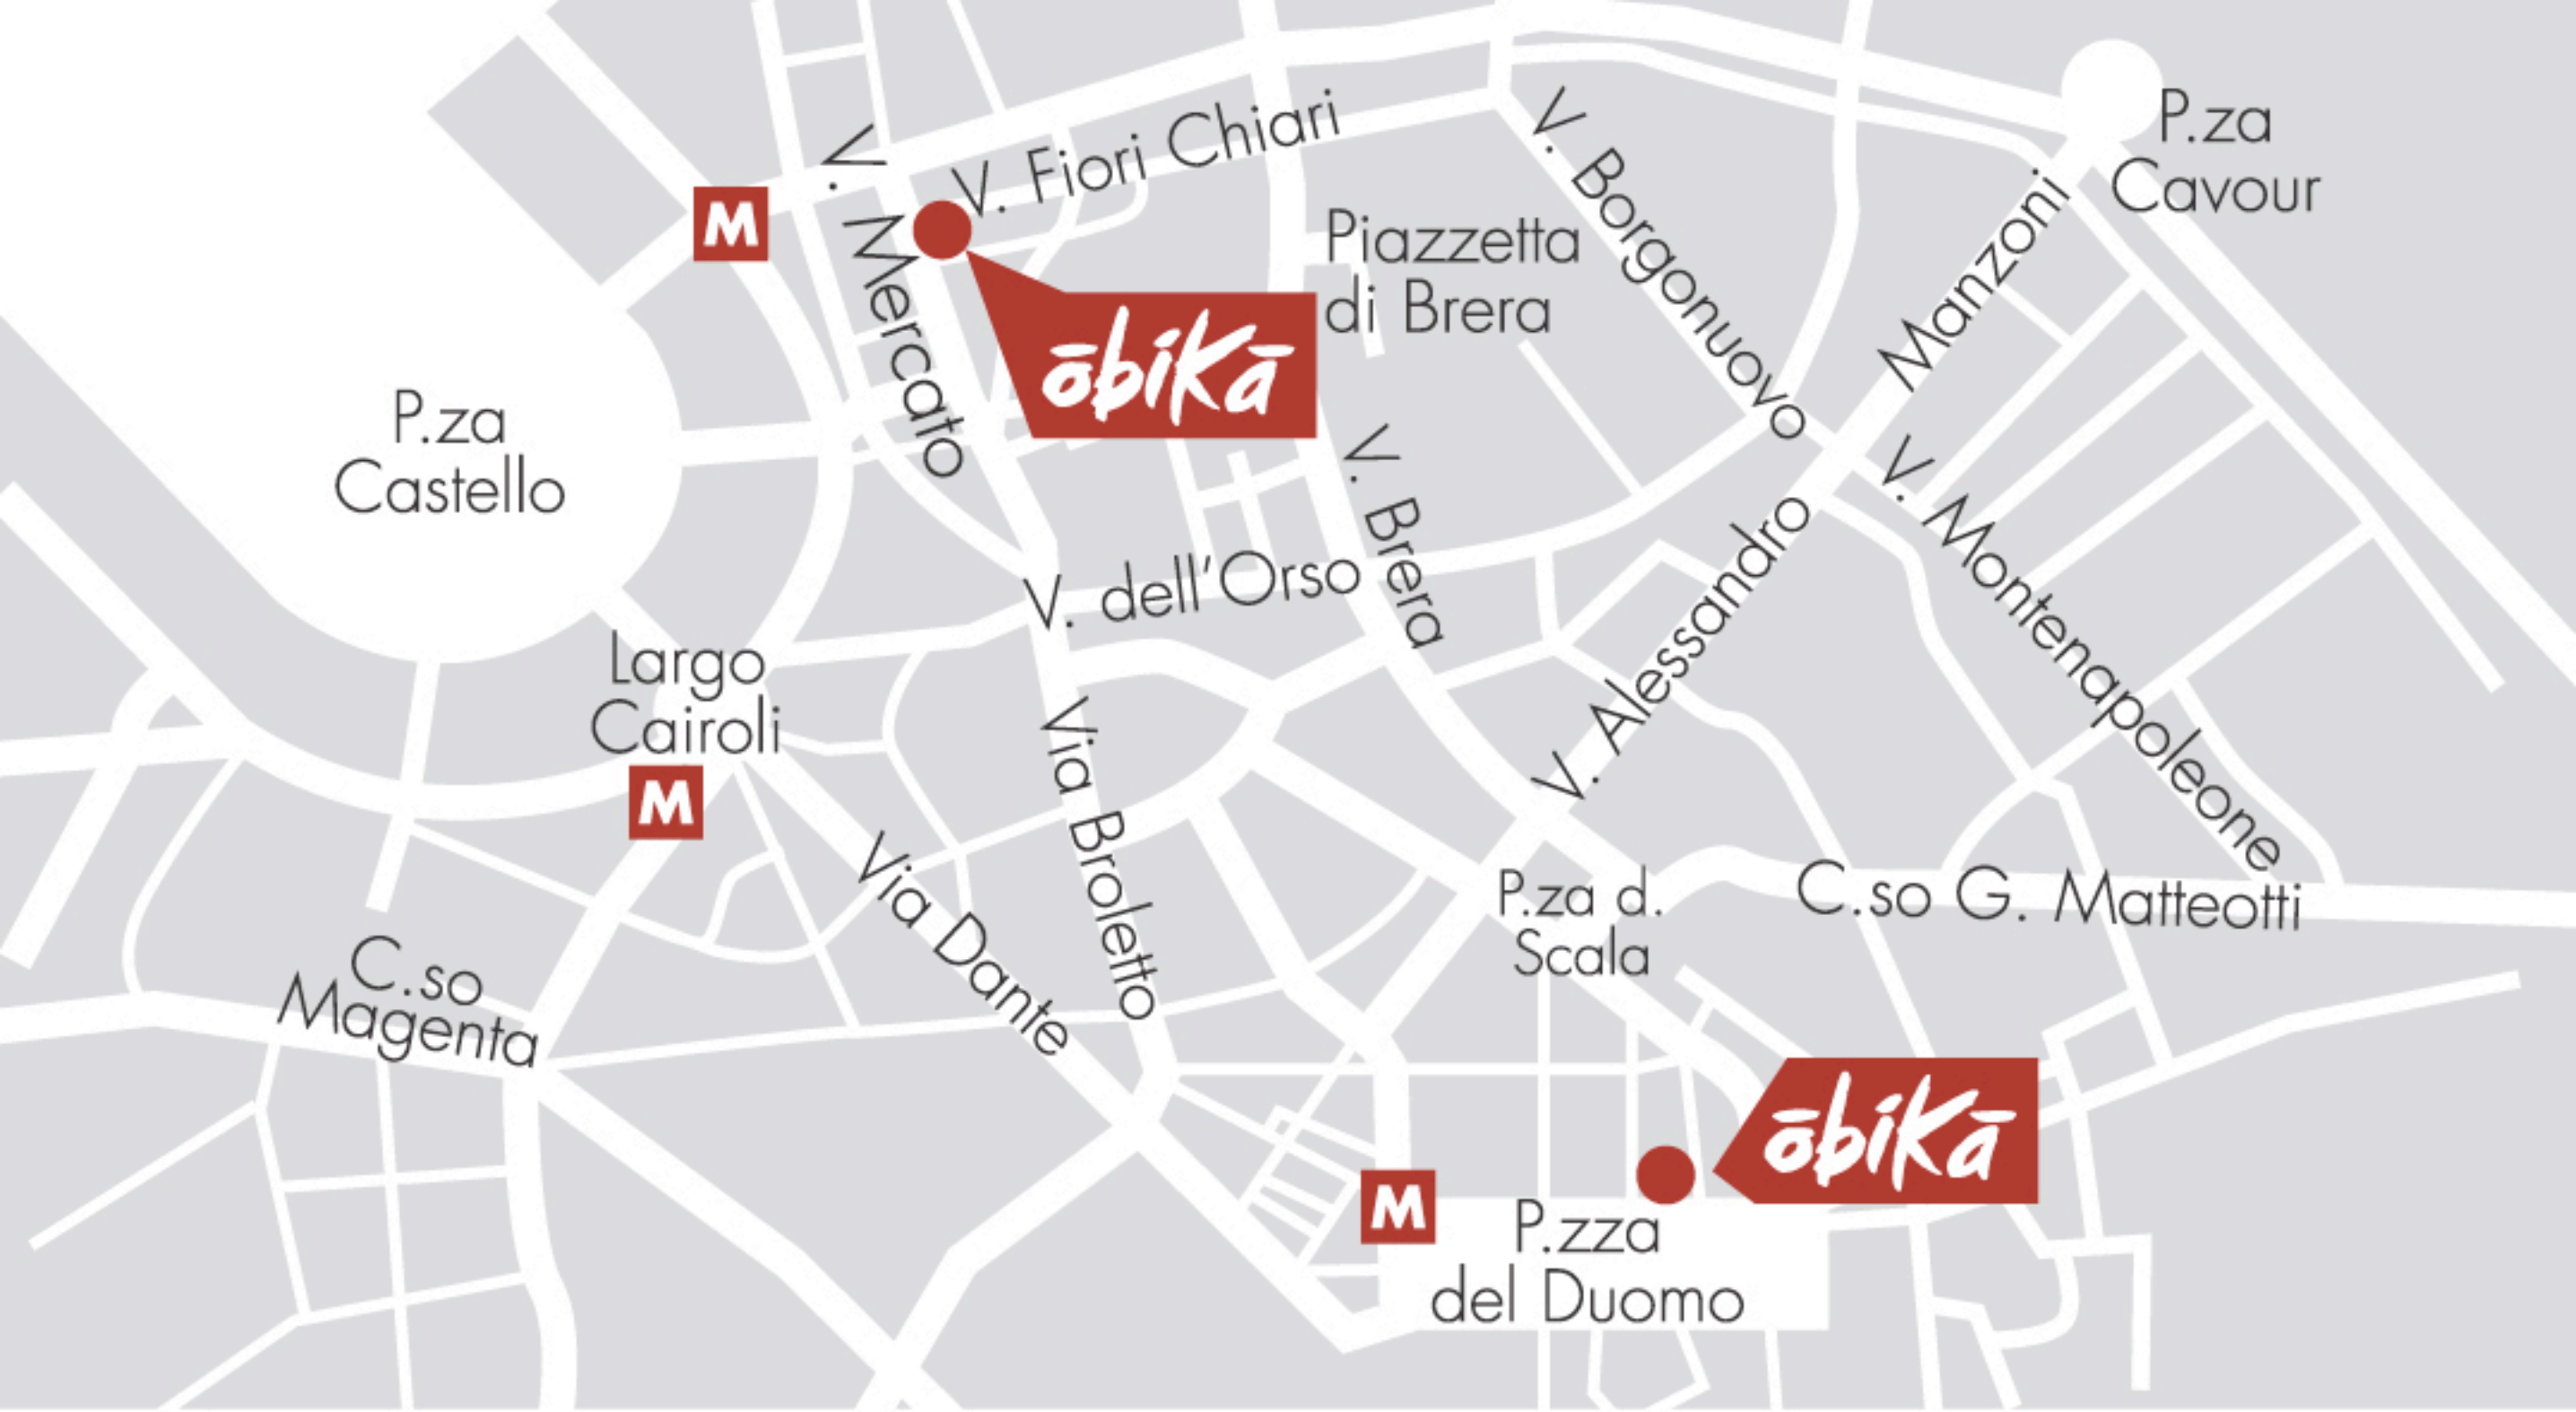 P.za
Cavour
V. Fiori Chiari
V. Mercato
M
V. Borgonuovo
Piazzetta
di Brera
V. Alessandro Manzoni
ōbiKā
P.za
Castello
V. Brera
V. Montenapoleone
V. dell'Orso
Largo
Cairoli
M
Via Broletto
Via Dante
P.za d.
Scala
C.so G. Matteotti
C.so
Magenta
ōbiKā
M
P.zza
del Duomo